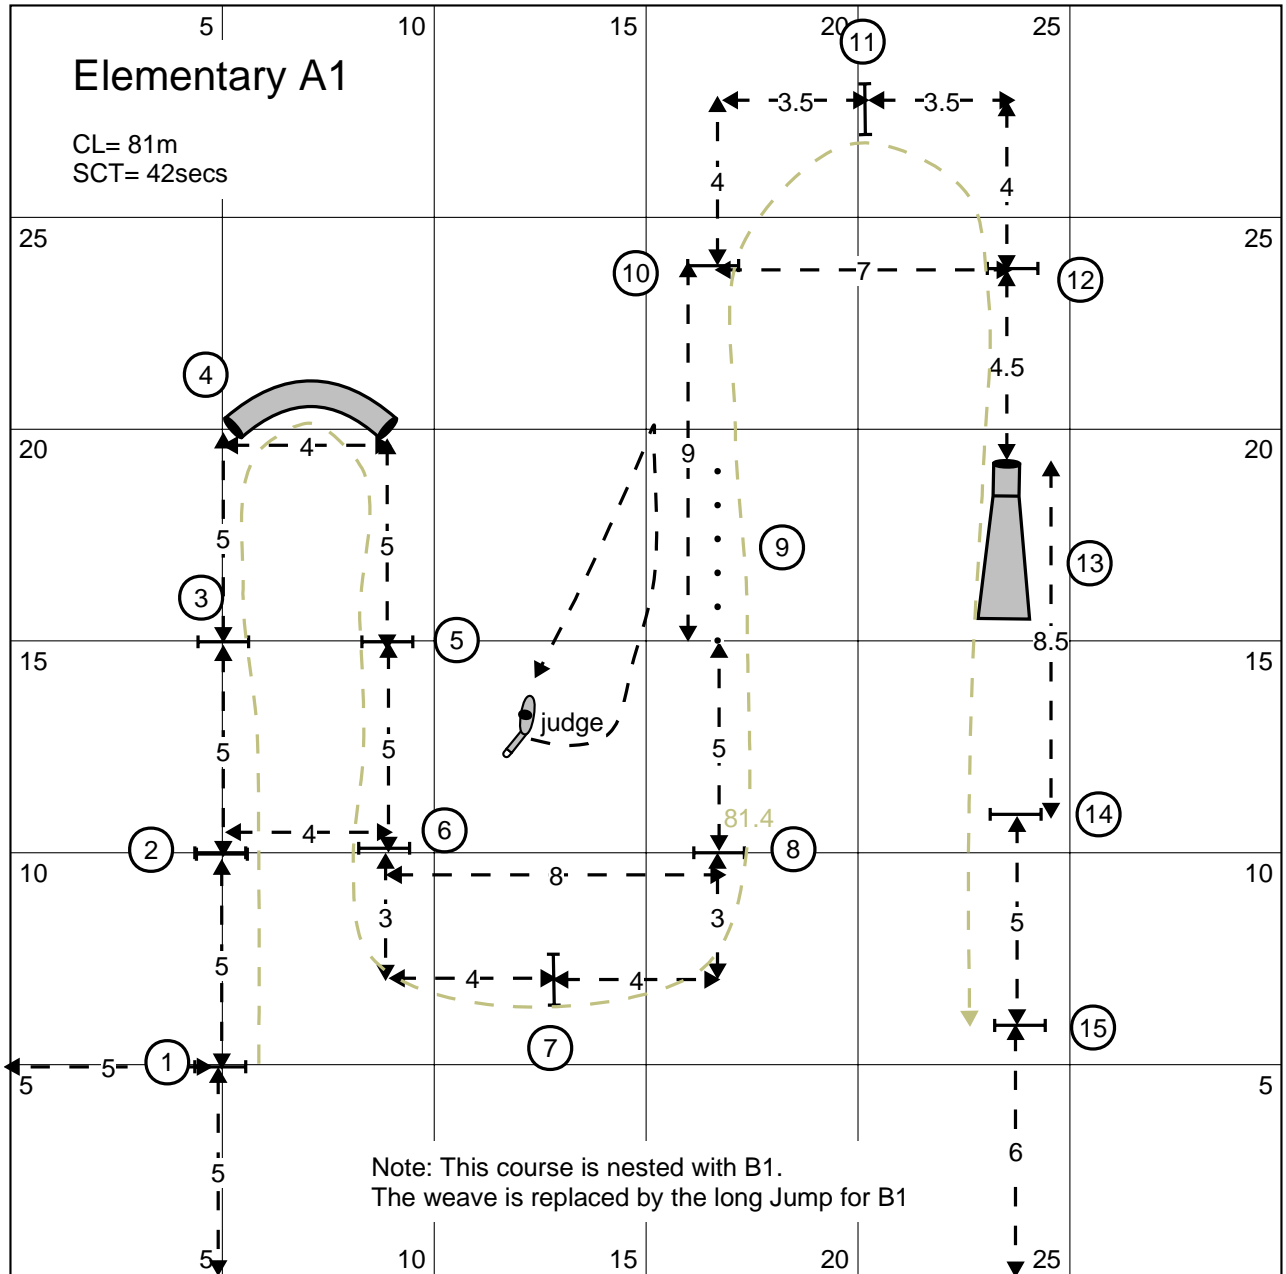 5 10 15 20 25
11
Elementary A1
3.5 3.5
CL= 81m
SCT= 42secs
4 4
25 25
10 7 12
4.5
4
20 4 9 20
5 5 9 13
3
5 8.5
15 15
judge
5 5 5
81.4
4 6 14
2 8
10 8 10
3 3 5
5
4 4
7 15
1
5 5 5
6
5
Note: This course is nested with B1.
The weave is replaced by the long Jump for B1
5 10 15 20 25